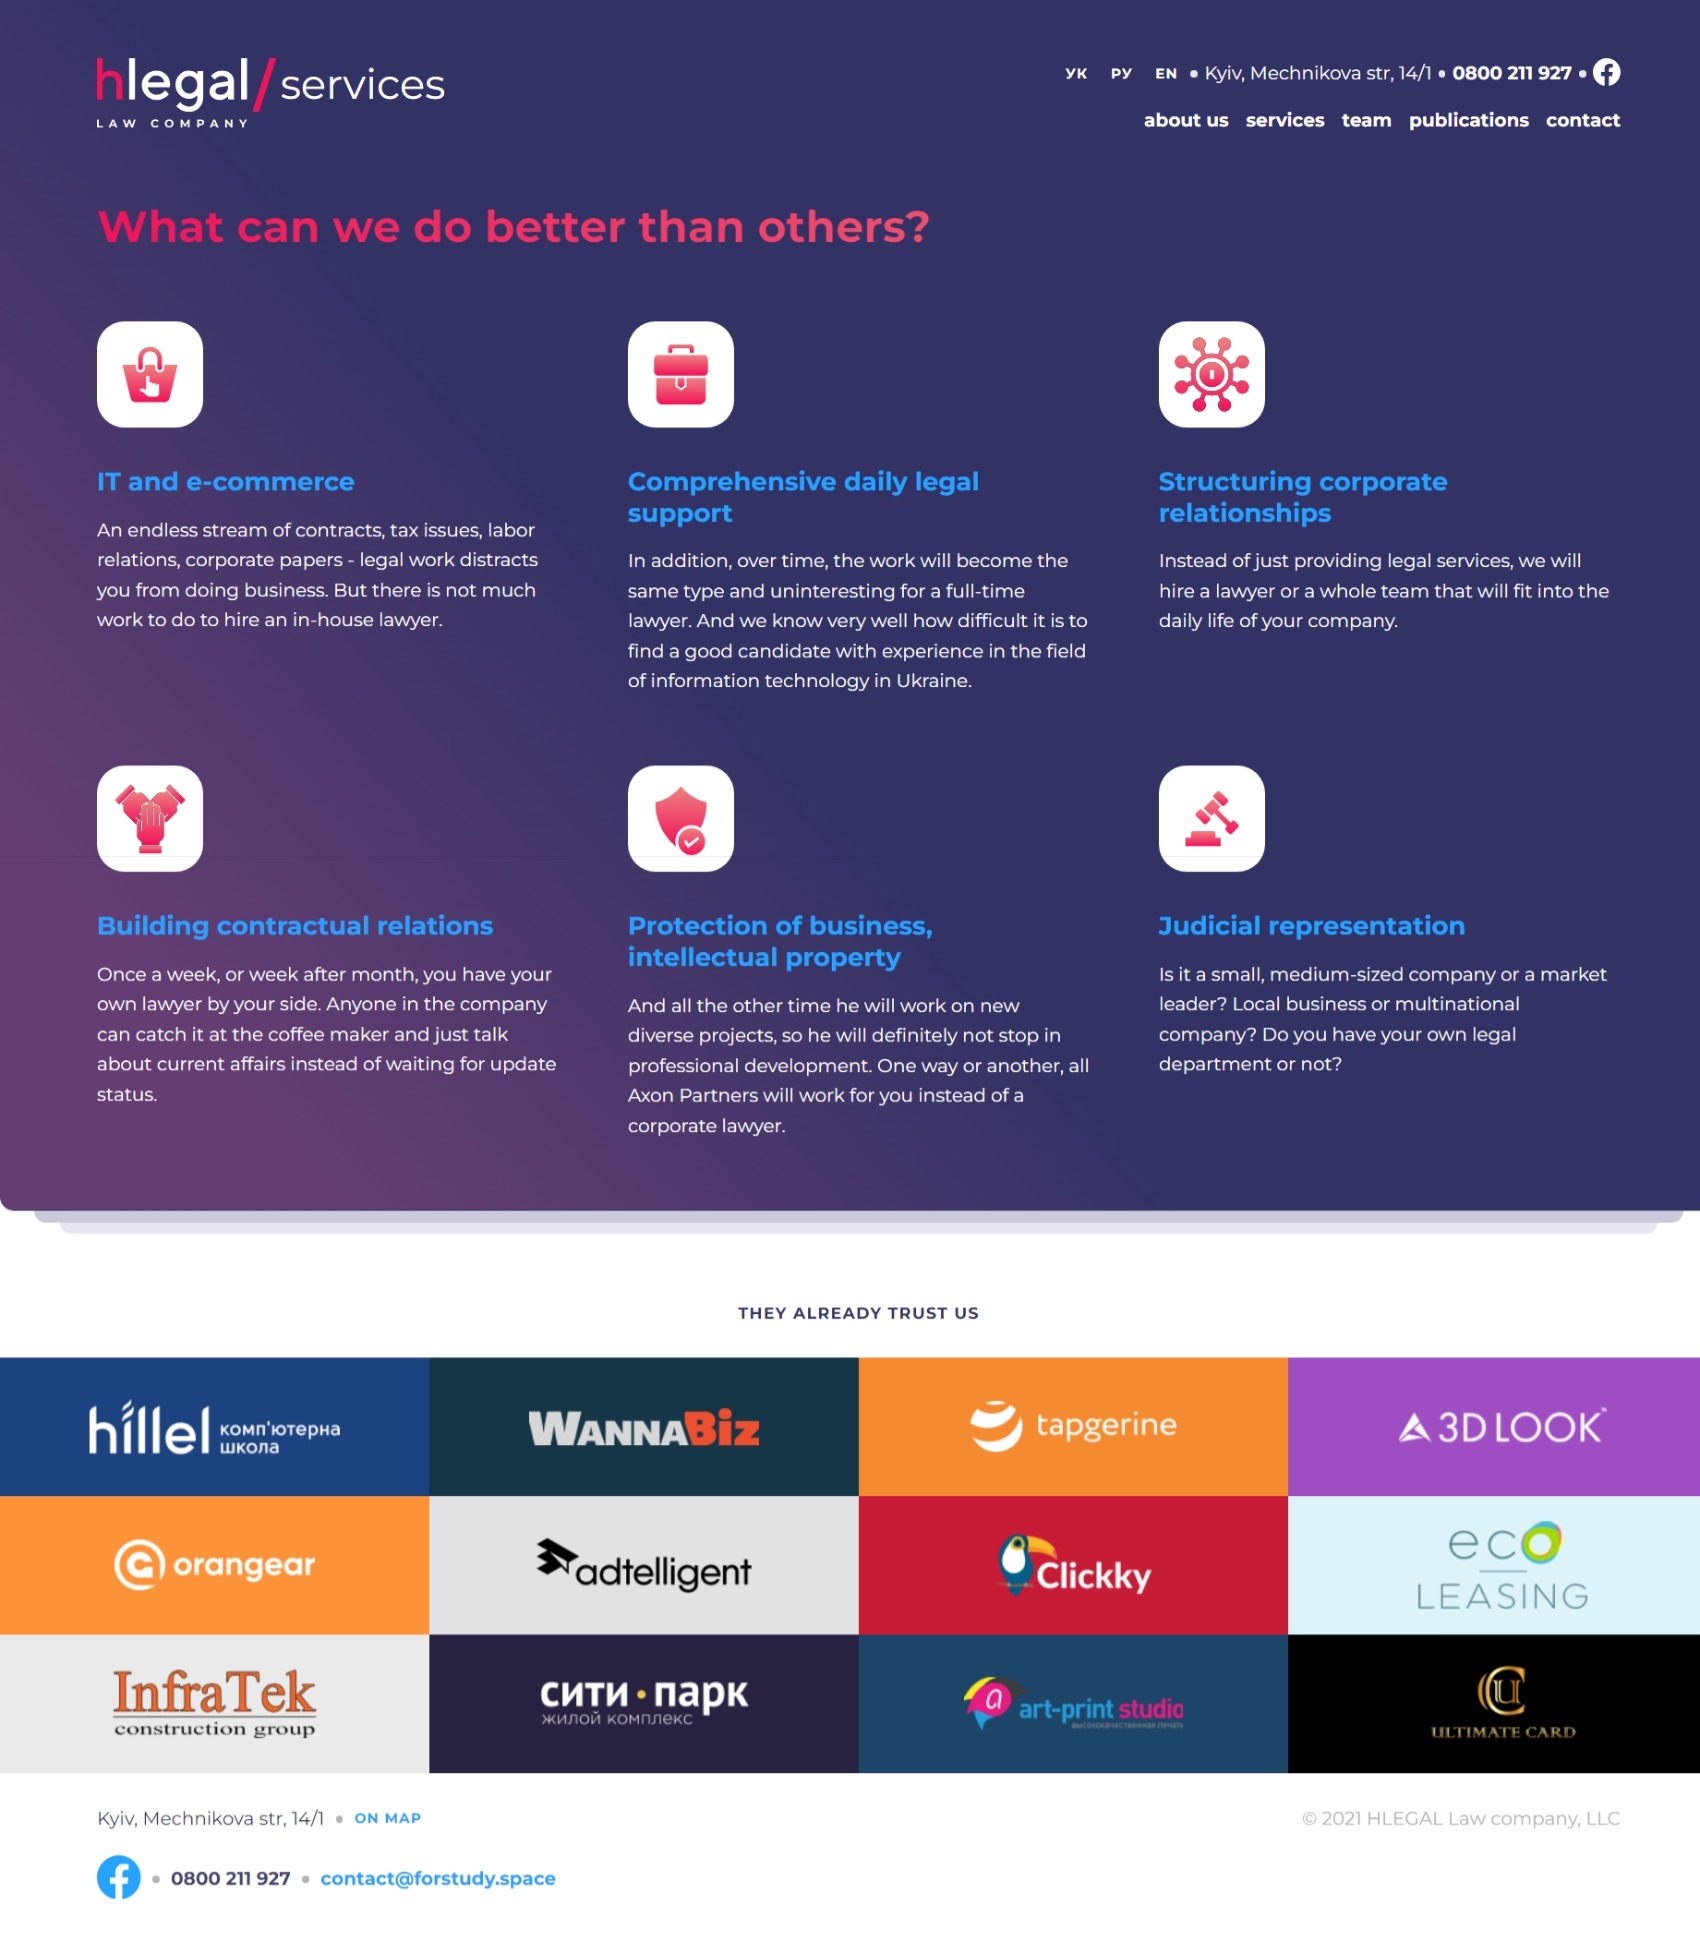 hlegal/services
LAW COMPANY
УК РУ EN • Kyiv, Mechnikova str, 14/1 • 0800 211 927 •
about us services team publications contact
What can we do better than others?
IT and e-commerce
An endless stream of contracts, tax issues, labor
relations, corporate papers - legal work distracts
you from doing business. But there is not much
work to do to hire an in-house lawyer.
Comprehensive daily legal
support
In addition, over time, the work will become the
same type and uninteresting for a full-time
lawyer. And we know very well how difficult it is to
find a good candidate with experience in the field
of information technology in Ukraine.
Structuring corporate
relationships
Instead of just providing legal services, we will
hire a lawyer or a whole team that will fit into the
daily life of your company.
Building contractual relations
Once a week, or week after month, you have your
own lawyer by your side. Anyone in the company
can catch it at the coffee maker and just talk
about current affairs instead of waiting for update
status.
Protection of business,
intellectual property
And all the other time he will work on new
diverse projects, so he will definitely not stop in
professional development. One way or another, all
Axon Partners will work for you instead of a
corporate lawyer.
Judicial representation
Is it a small, medium-sized company or a market
leader? Local business or multinational
company? Do you have your own legal
department or not?
THEY ALREADY TRUST US
hillel комп'ютерна
школа
WANNABIZ
tapgerine
3D LOOK™
orangear
adtelligent
Clickky
eco
LEASING
InfraTek
construction group
сити • парк
жилой комплекс
a art-print studio
высококачественная печать
CU
ULTIMATE CARD
Kyiv, Mechnikova str, 14/1 • ON MAP
© 2021 HLEGAL Law company, LLC
• 0800 211 927 • contact@forstudy.space